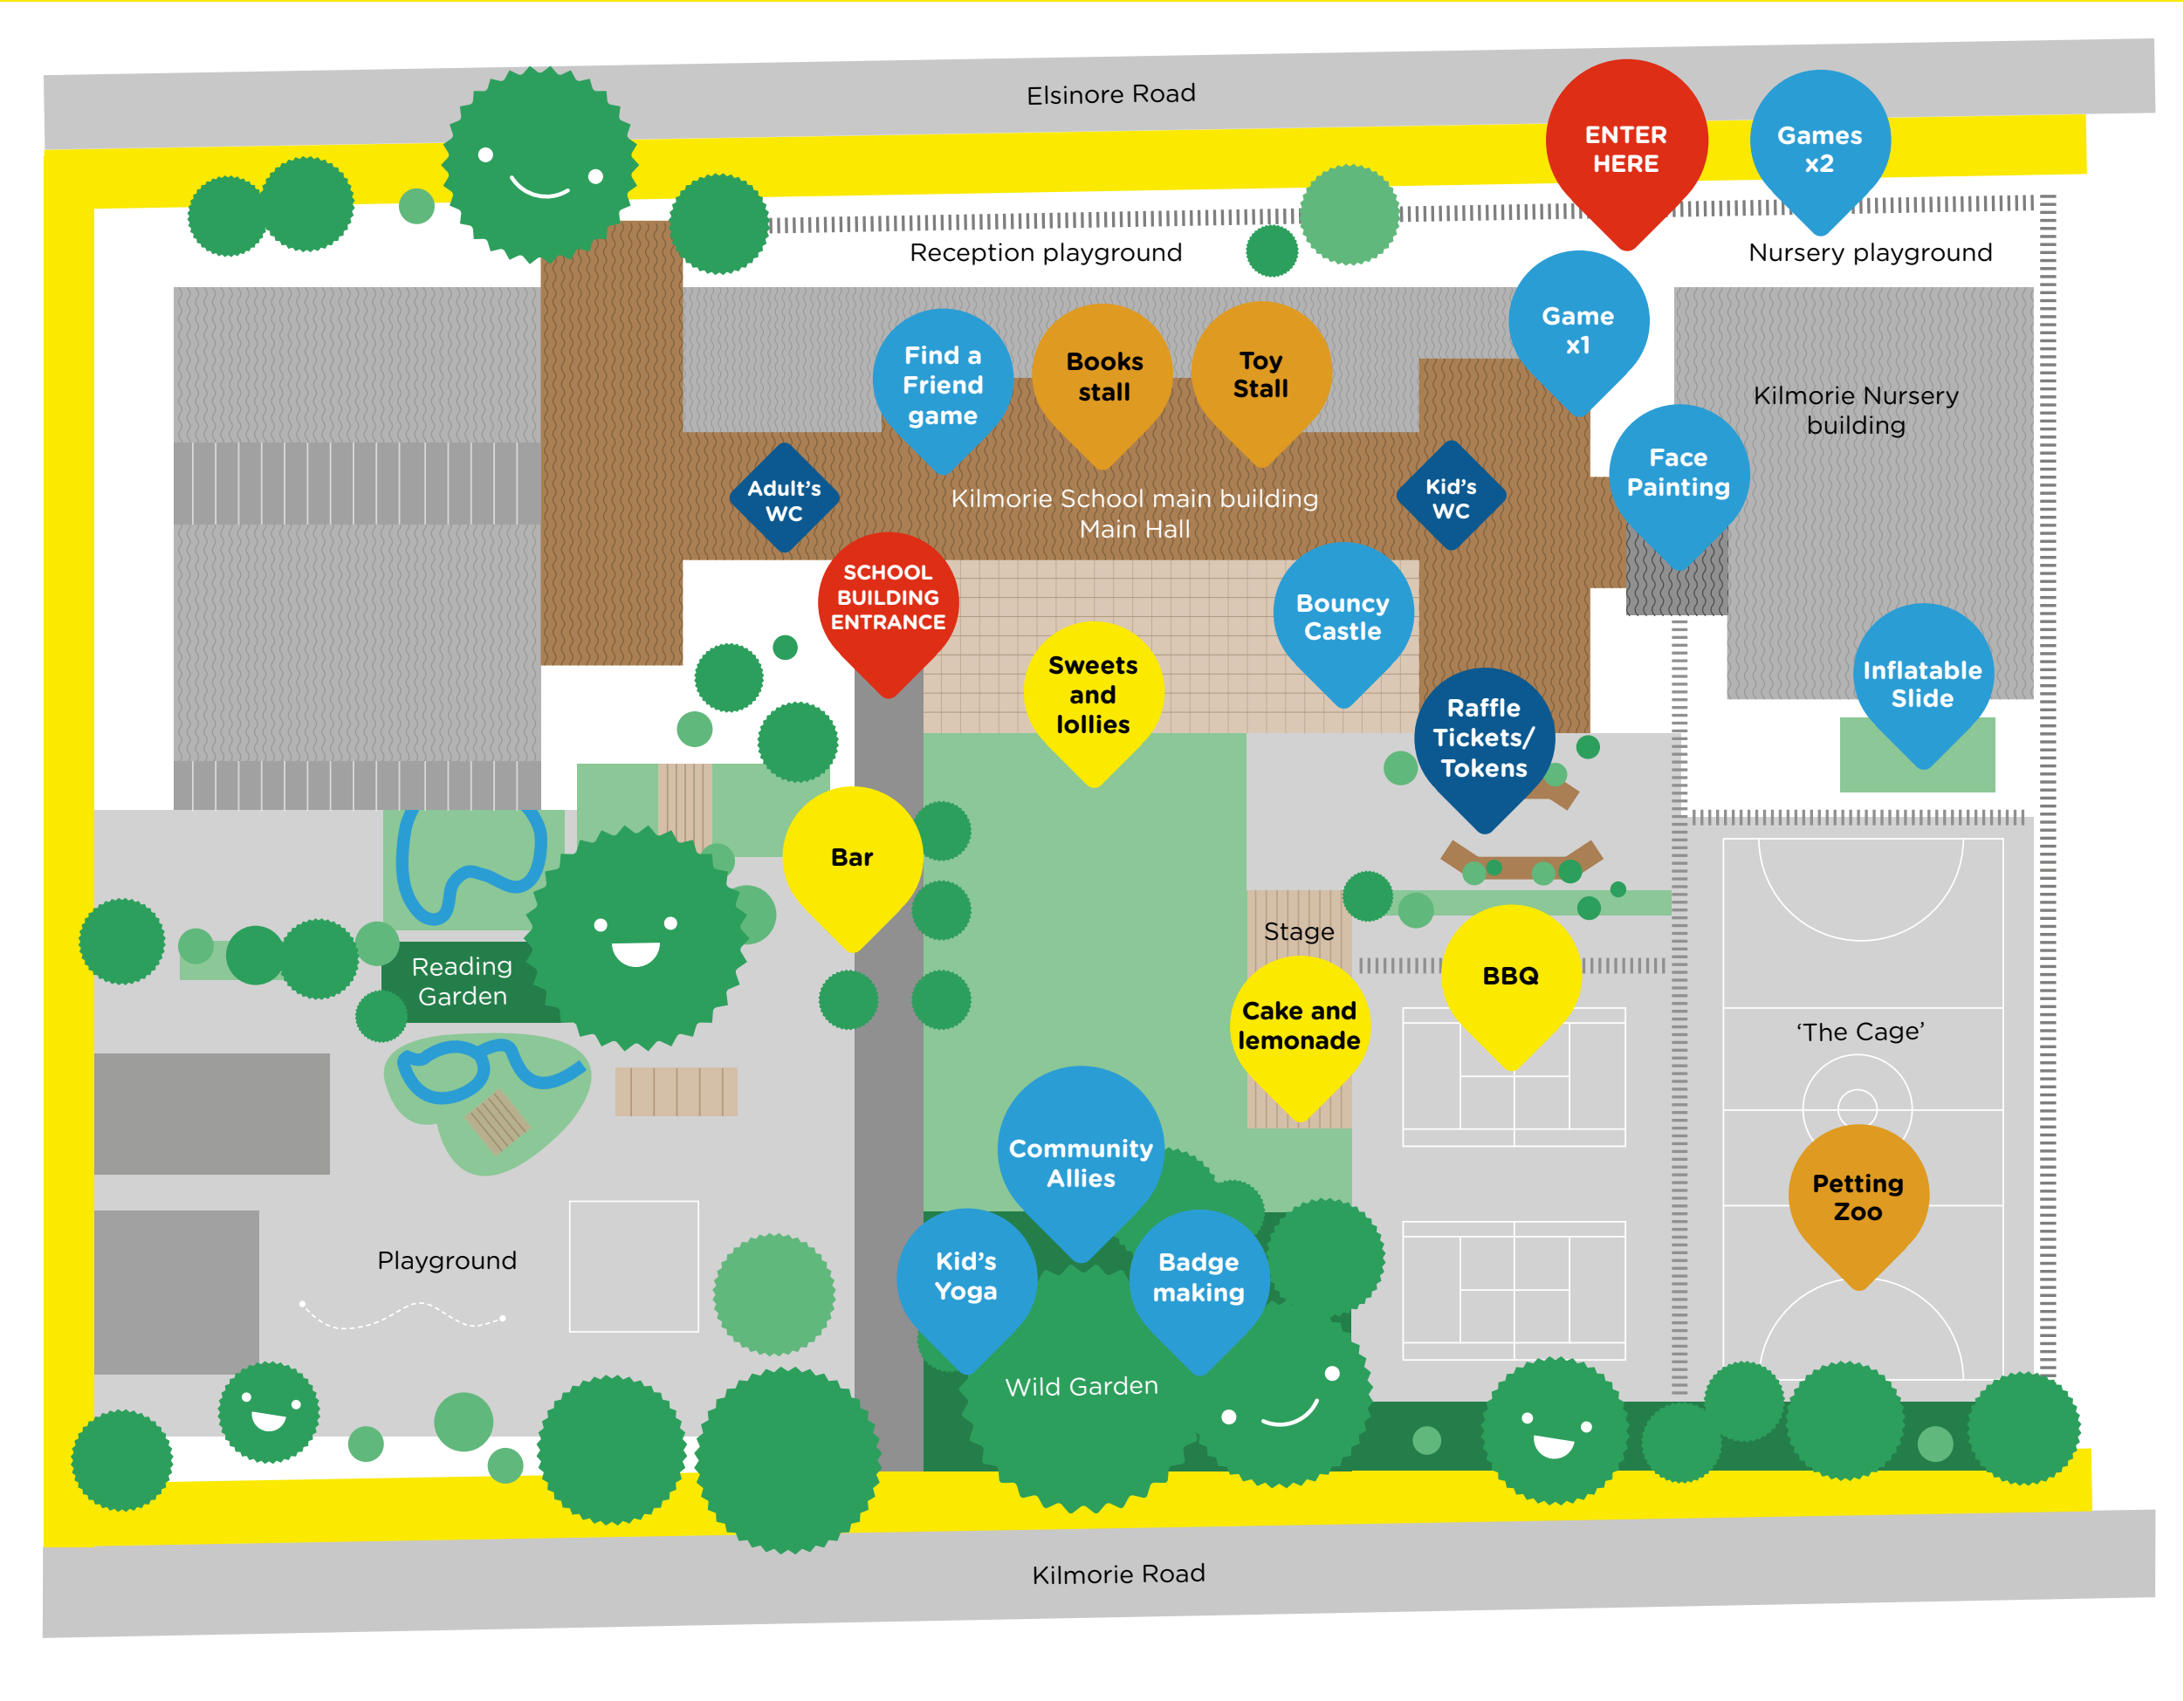 Elsinore Road
ENTER
HERE
Games
x2
Reception playground
Nursery playground
Game
x1
Find a
Friend
game
Books
stall
Toy
Stall
Kilmorie Nursery
building
Face
Painting
Adult's
WC
Kilmorie School main building
Main Hall
Kid's
WC
SCHOOL
BUILDING
ENTRANCE
Bouncy
Castle
Sweets
and
lollies
Inflatable
Slide
Raffle
Tickets/
Tokens
Bar
Stage
Reading
Garden
BBQ
Cake and
lemonade
‘The Cage’
Community
Allies
Petting
Zoo
Playground
Kid's
Yoga
Badge
making
Wild Garden
Kilmorie Road